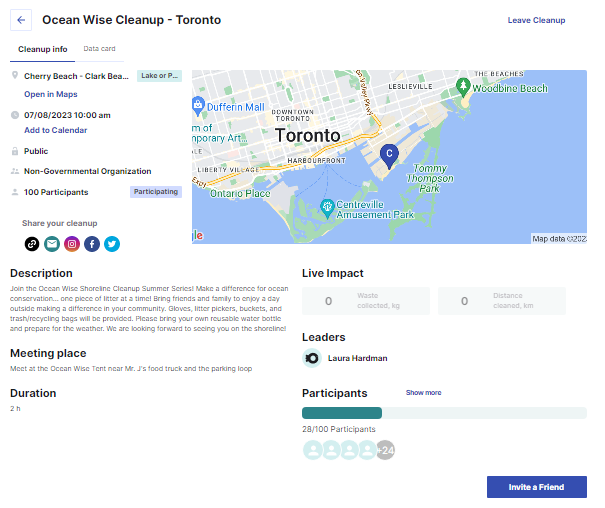 Ocean Wise Cleanup - Toronto
Leave Cleanup
Cleanup info
Data card
Cherry Beach - Clark Bea...
Lake or P...
Open in Maps
07/08/2023 10:00 am
Add to Calendar
Public
Non-Governmental Organization
100 Participants
Participating
Share your cleanup
THE BEACHES
LESLIEVILLE
Woodbine Beach
Dufferin Mall
DOWNTOWN
TORONTO
Toronto
m of
mporary Art...
LE
HARBOURFRONT
C
LIBERTY VILLAGE
Ontario Place
Tommy
Thompson
Park
Centreville
Amusement Park
Map data ©202
Description
Join the Ocean Wise Shoreline Cleanup Summer Series! Make a difference for ocean
conservation... one piece of litter at a time! Bring friends and family to enjoy a day
outside making a difference in your community. Gloves, litter pickers, buckets, and
trash/recycling bags will be provided. Please bring your own reusable water bottle
and prepare for the weather. We are looking forward to seeing you on the shoreline!
Meeting place
Meet at the Ocean Wise Tent near Mr. J's food truck and the parking loop
Duration
2 h
Live Impact
0
Waste
collected, kg
0
Distance
cleaned, km
Leaders
Laura Hardman
Participants
Show more
28/100 Participants
+24
Invite a Friend